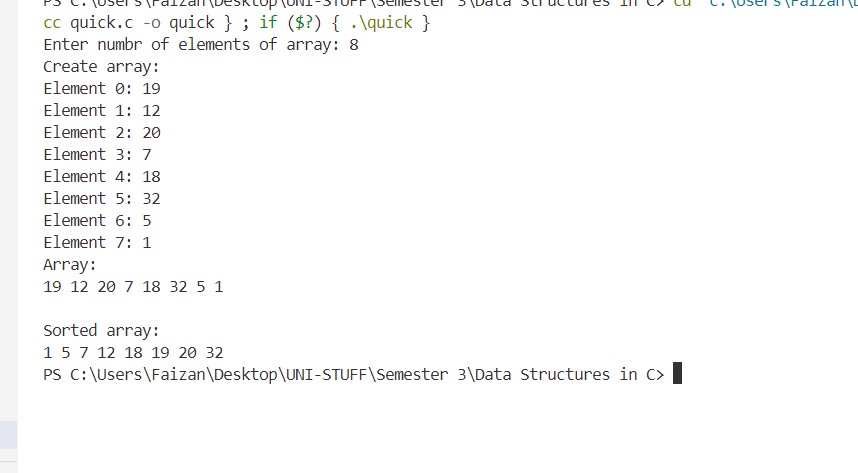 PS C:\Users\Faizan\Desktop\UNI-STUFF\Semester 3\Data Structures in C> cd "c:\Users\Faizan\
cc quick.c -o quick } ; if ($?) { .\quick }
Enter numbr of elements of array: 8
Create array:
Element 0: 19
Element 1: 12
Element 2: 20
Element 3: 7
Element 4: 18
Element 5: 32
Element 6: 5
Element 7: 1
Array:
19 12 20 7 18 32 5 1
Sorted array:
1 5 7 12 18 19 20 32
PS C:\Users\Faizan\Desktop\UNI-STUFF\Semester 3\Data Structures in C>